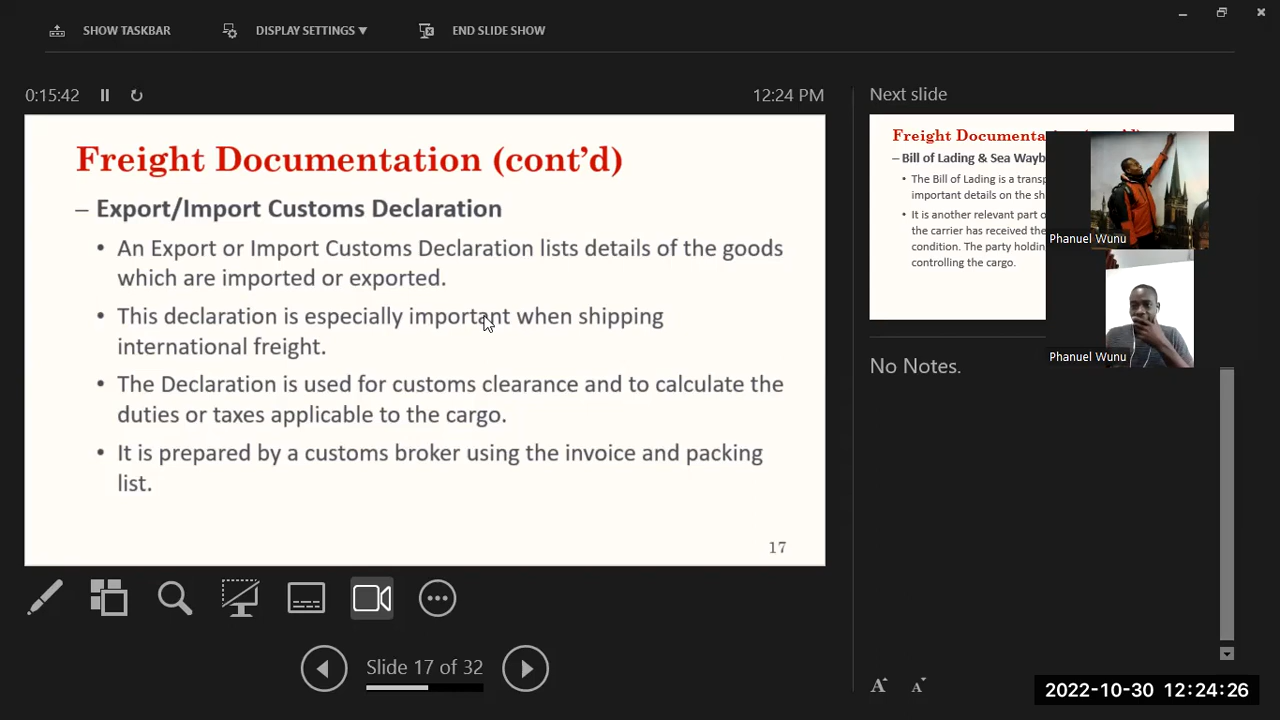 SHOW TASKBAR
DISPLAY SETTINGS ▼
END SLIDE SHOW
0:15:42
12:24 PM
Freight Documentation (cont’d)
– Export/Import Customs Declaration
• An Export or Import Customs Declaration lists details of the goods
which are imported or exported.
• This declaration is especially important when shipping
international freight.
• The Declaration is used for customs clearance and to calculate the
duties or taxes applicable to the cargo.
• It is prepared by a customs broker using the invoice and packing
list.
17
Slide 17 of 32
Next slide
Freight
– Bill of Lading & Sea
• The Bill of Lading is a
important details on the
• It is another relevant part
the carrier has received the
condition. The party
controlling the cargo.
Phanuel Wunu
Phanuel Wunu
No Notes.
A A
2022-10-30 12:24:26